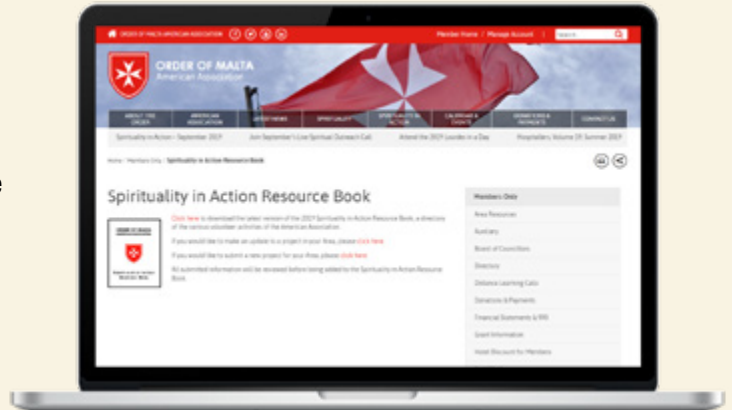 ORDER OF MALTA AMERICAN ASSOCIATION
Member Home / Manage Account | Search
ORDER OF MALTA
American Association
ABOUT THE ORDER
AMERICAN ASSOCIATION
LATEST NEWS
SPIRITUALITY
SPIRITUALITY IN ACTION
CALENDAR & EVENTS
DONATIONS & PAYMENTS
CONTACT US
Spirituality in Action - September 2019 Join September's Live Spiritual Outreach Call Attend the 2019 Lourdes in a Day Hospitallers, Volume 19: Summer 2019
Home / Members Only / Spirituality in Action Resource Book
e
Spirituality in Action Resource Book
Click here to download the latest version of the 2019 Spirituality in Action Resource Book, a directory
of the various volunteer activities of the American Association.
If you would like to make an update to a project in your Area, please click here.
If you would like to submit a new project for your Area, please click here.
All submitted information will be reviewed before being added to the Spirituality in Action Resource
Book.
ORDER OF MALTA
Members Only
Area Resources
Auxiliary
Board of Councillors
Directory
Distance Learning Calls
Donations & Payments
Financial Statements & 990
Grant Information
Hotel Discount for Members